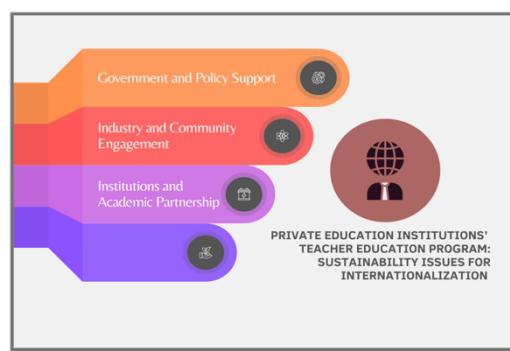 Government and Policy Support
Industry and Community
Engagement
Institutions and
Academic Partnership
PRIVATE EDUCATION INSTITUTIONS’
TEACHER EDUCATION PROGRAM:
SUSTAINABILITY ISSUES FOR
INTERNATIONALIZATION